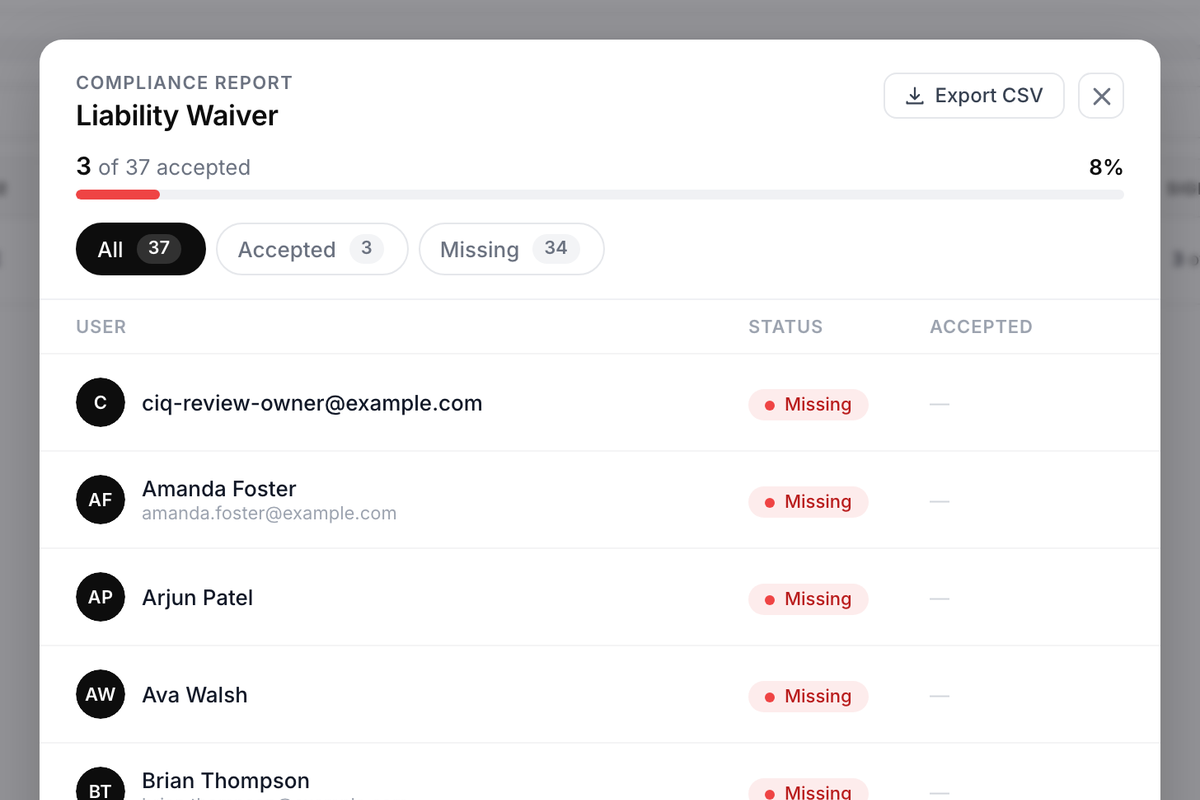 COMPLIANCE REPORT
Liability Waiver
Export CSV
3 of 37 accepted
8%
All 37
Accepted 3
Missing 34
USER STATUS ACCEPTED
C ciq-review-owner@example.com Missing —
AF Amanda Foster
amanda.foster@example.com
Missing —
AP Arjun Patel Missing —
AW Ava Walsh Missing —
BT Brian Thompson
Missing —